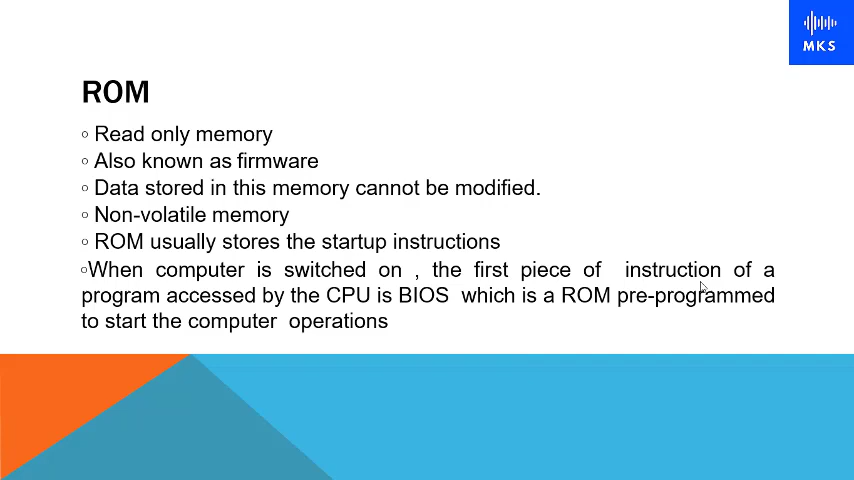 MKS
ROM
◦ Read only memory
◦ Also known as firmware
◦ Data stored in this memory cannot be modified.
◦ Non-volatile memory
◦ ROM usually stores the startup instructions
◦When computer is switched on , the first piece of instruction of a
program accessed by the CPU is BIOS which is a ROM pre-programmed
to start the computer operations